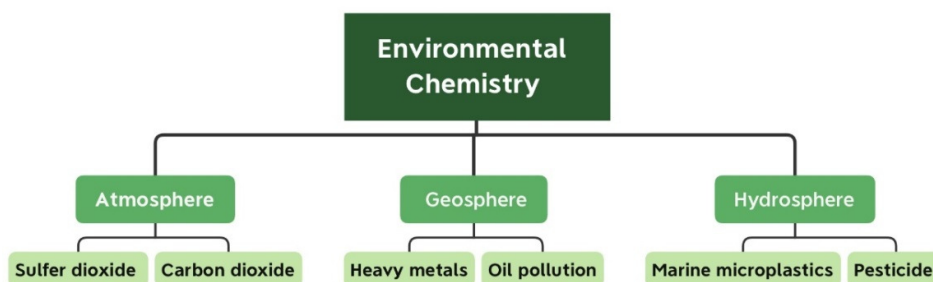 Environmental
Chemistry
Atmosphere
Geosphere
Hydrosphere
Sulfer dioxide
Carbon dioxide
Heavy metals
Oil pollution
Marine microplastics
Pesticide